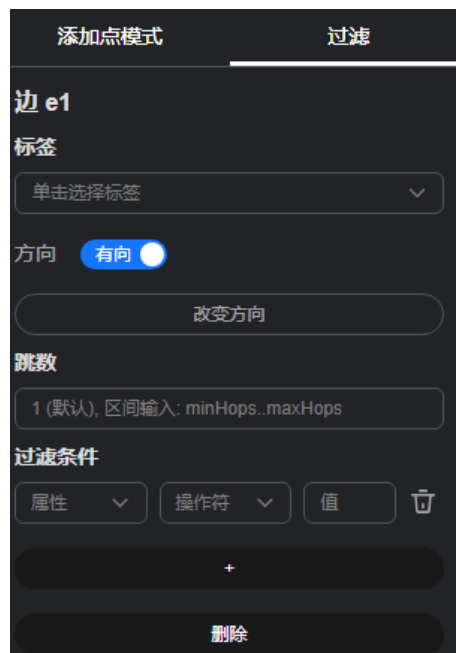 添加点模式 过滤
边 e1
标签
单击选择标签
方向 有向
改变方向
跳数
1 (默认), 区间输入: minHops..maxHops
过滤条件
属性 操作符 值
+
删除